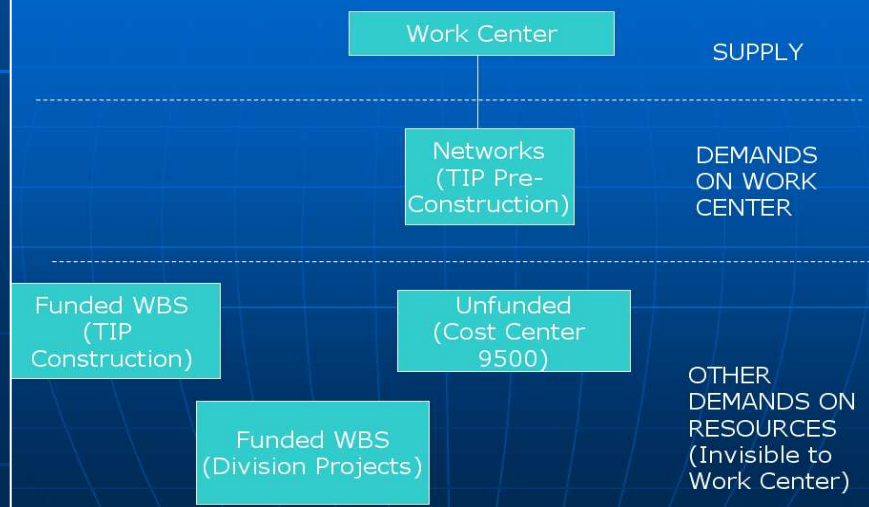 Work Center
SUPPLY
Networks
(TIP Pre-
Construction)
DEMANDS
ON WORK
CENTER
Funded WBS
(TIP
Construction)
Unfunded
(Cost Center
9500)
Funded WBS
(Division Projects)
OTHER
DEMANDS ON
RESOURCES
(Invisible to
Work Center)